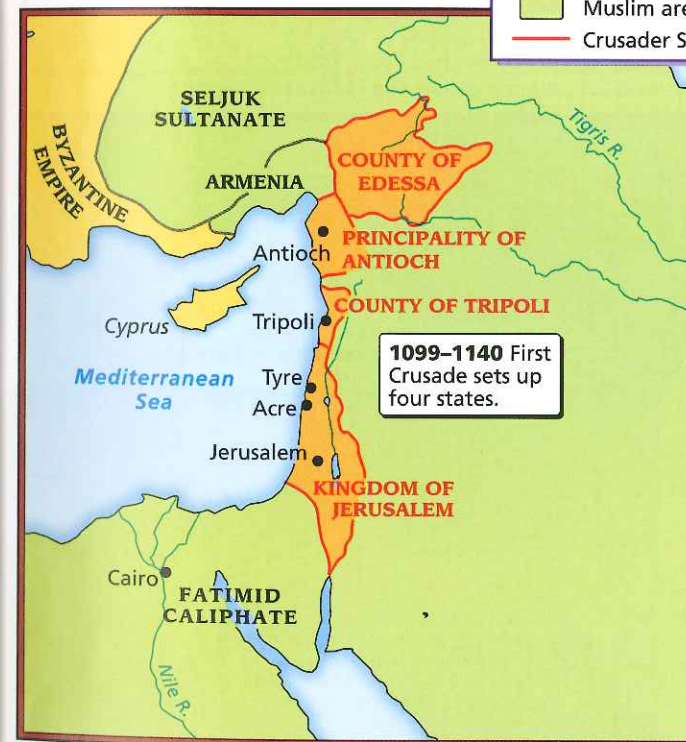 Muslim are
Crusader S
SELJUK
SULTANATE
Tigris R.
BYZANTINE
EMPIRE
COUNTY OF
EDESSA
ARMENIA
PRINCIPALITY OF
ANTIOCH
Antioch
COUNTY OF TRIPOLI
Cyprus
Tripoli
1099–1140 First
Crusade sets up
four states.
Mediterranean
Sea
Tyre
Acre
Jerusalem
KINGDOM OF
JERUSALEM
Cairo
FATIMID
CALIPHATE
Nile R.